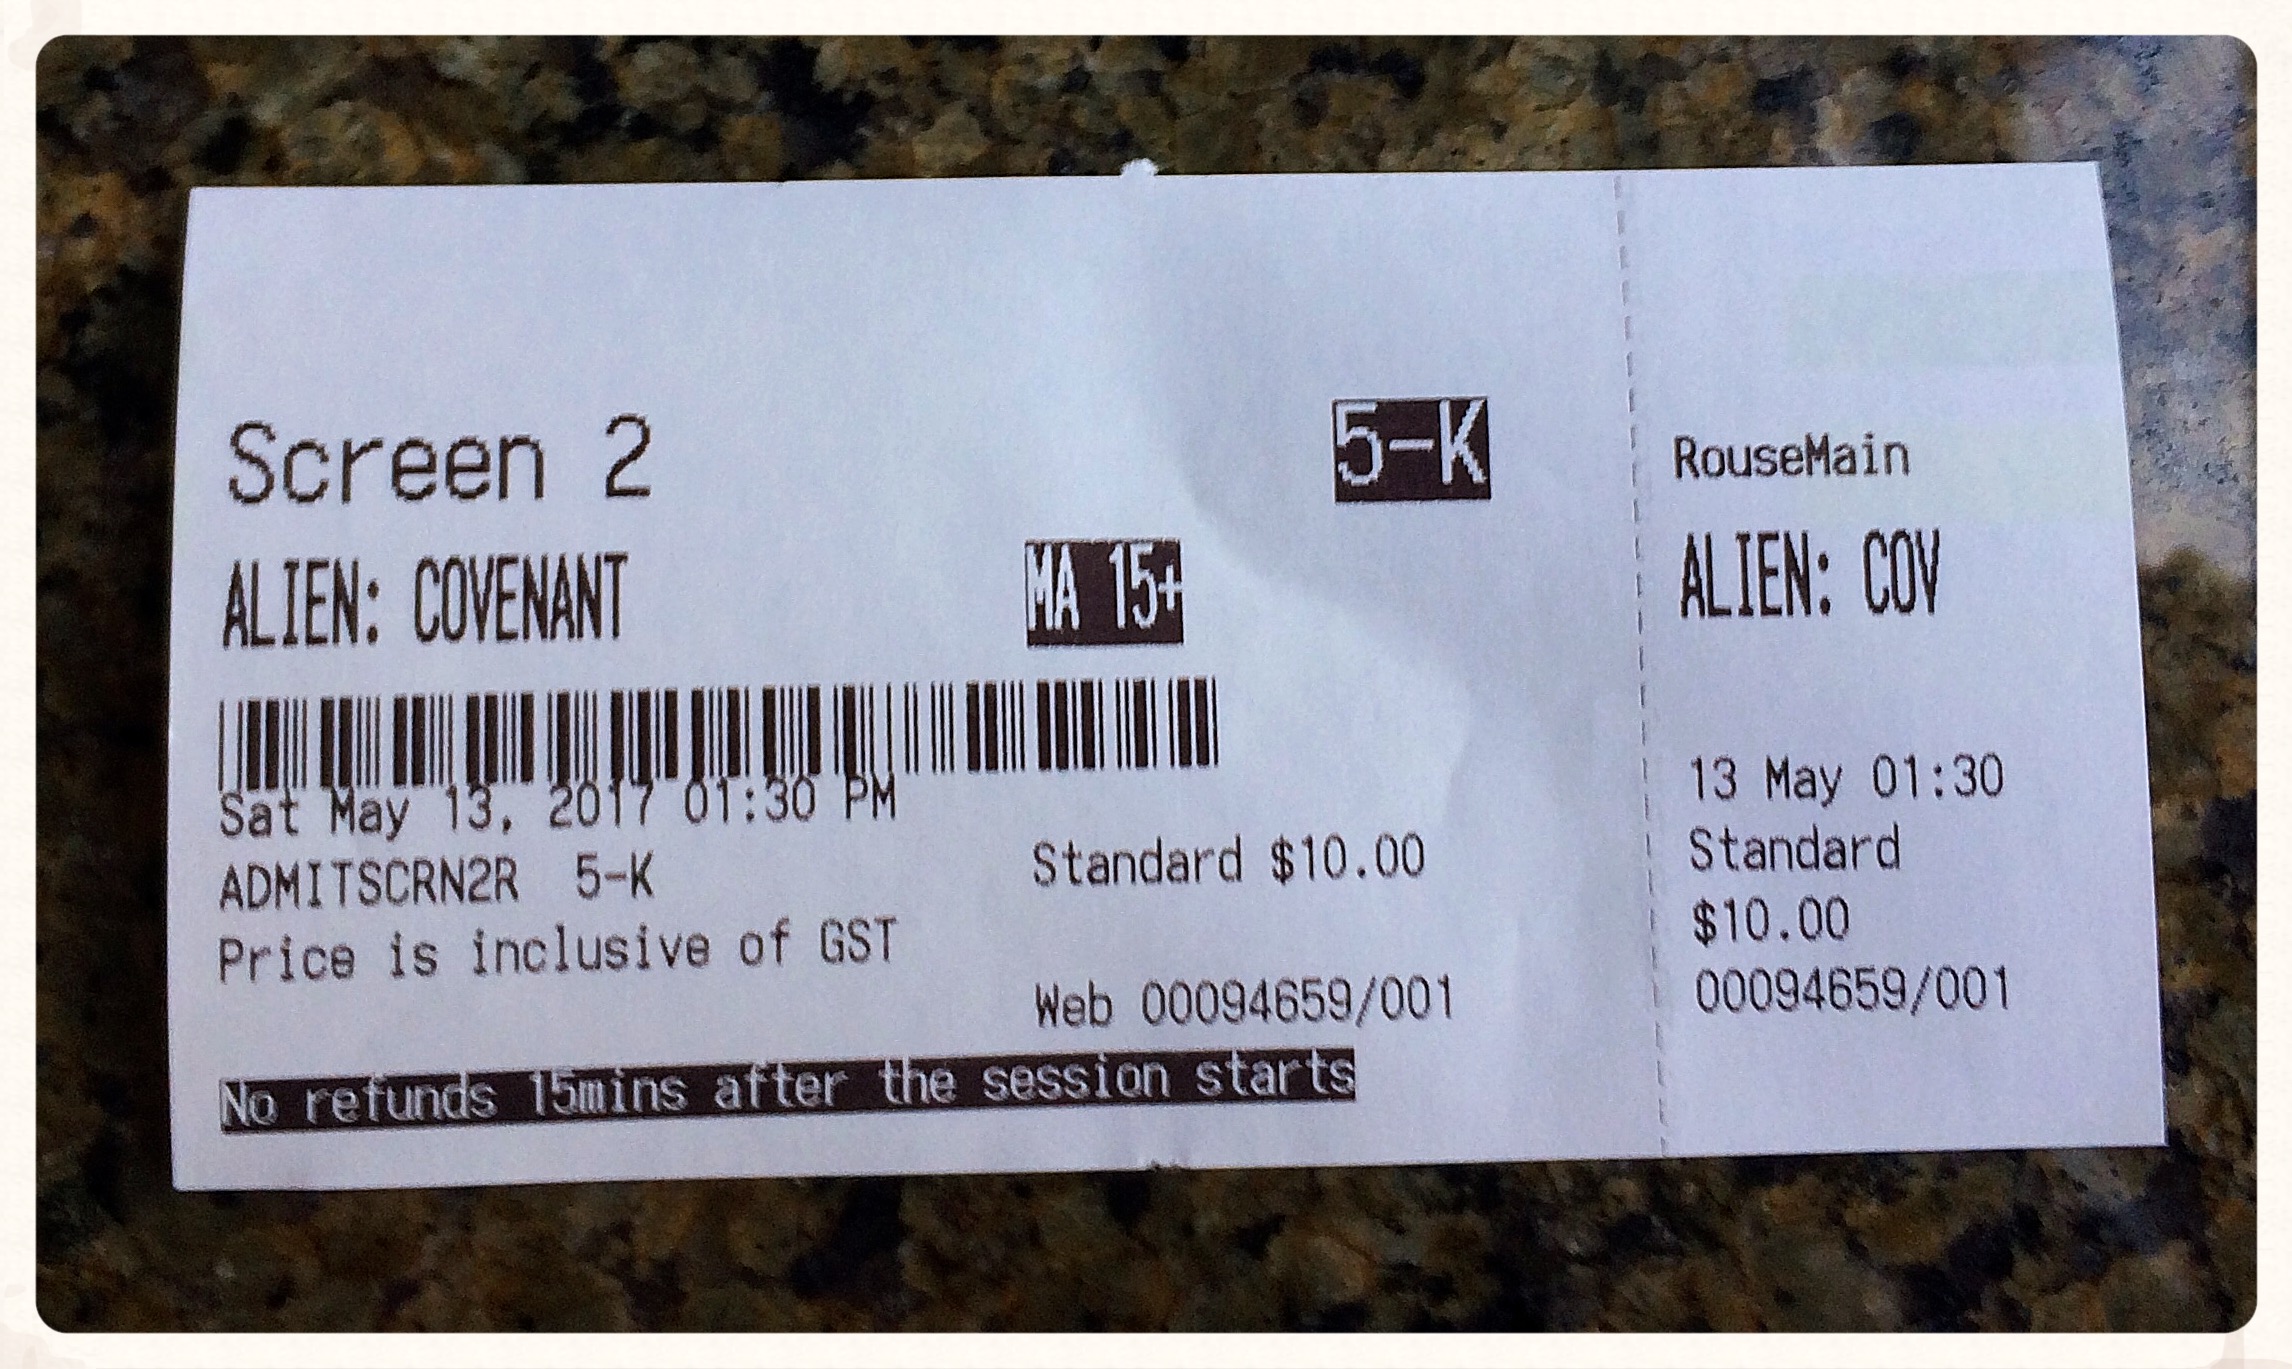 Screen 2
5-K
ALIEN: COVENANT
MA 15+
Sat May 13, 2017 01:30 PM
ADMITSCRN2R 5-K
Standard $10.00
Price is inclusive of GST
Web 00094659/001
No refunds 15mins after the session starts
RouseMain
ALIEN: COV
13 May 01:30
Standard
$10.00
00094659/001